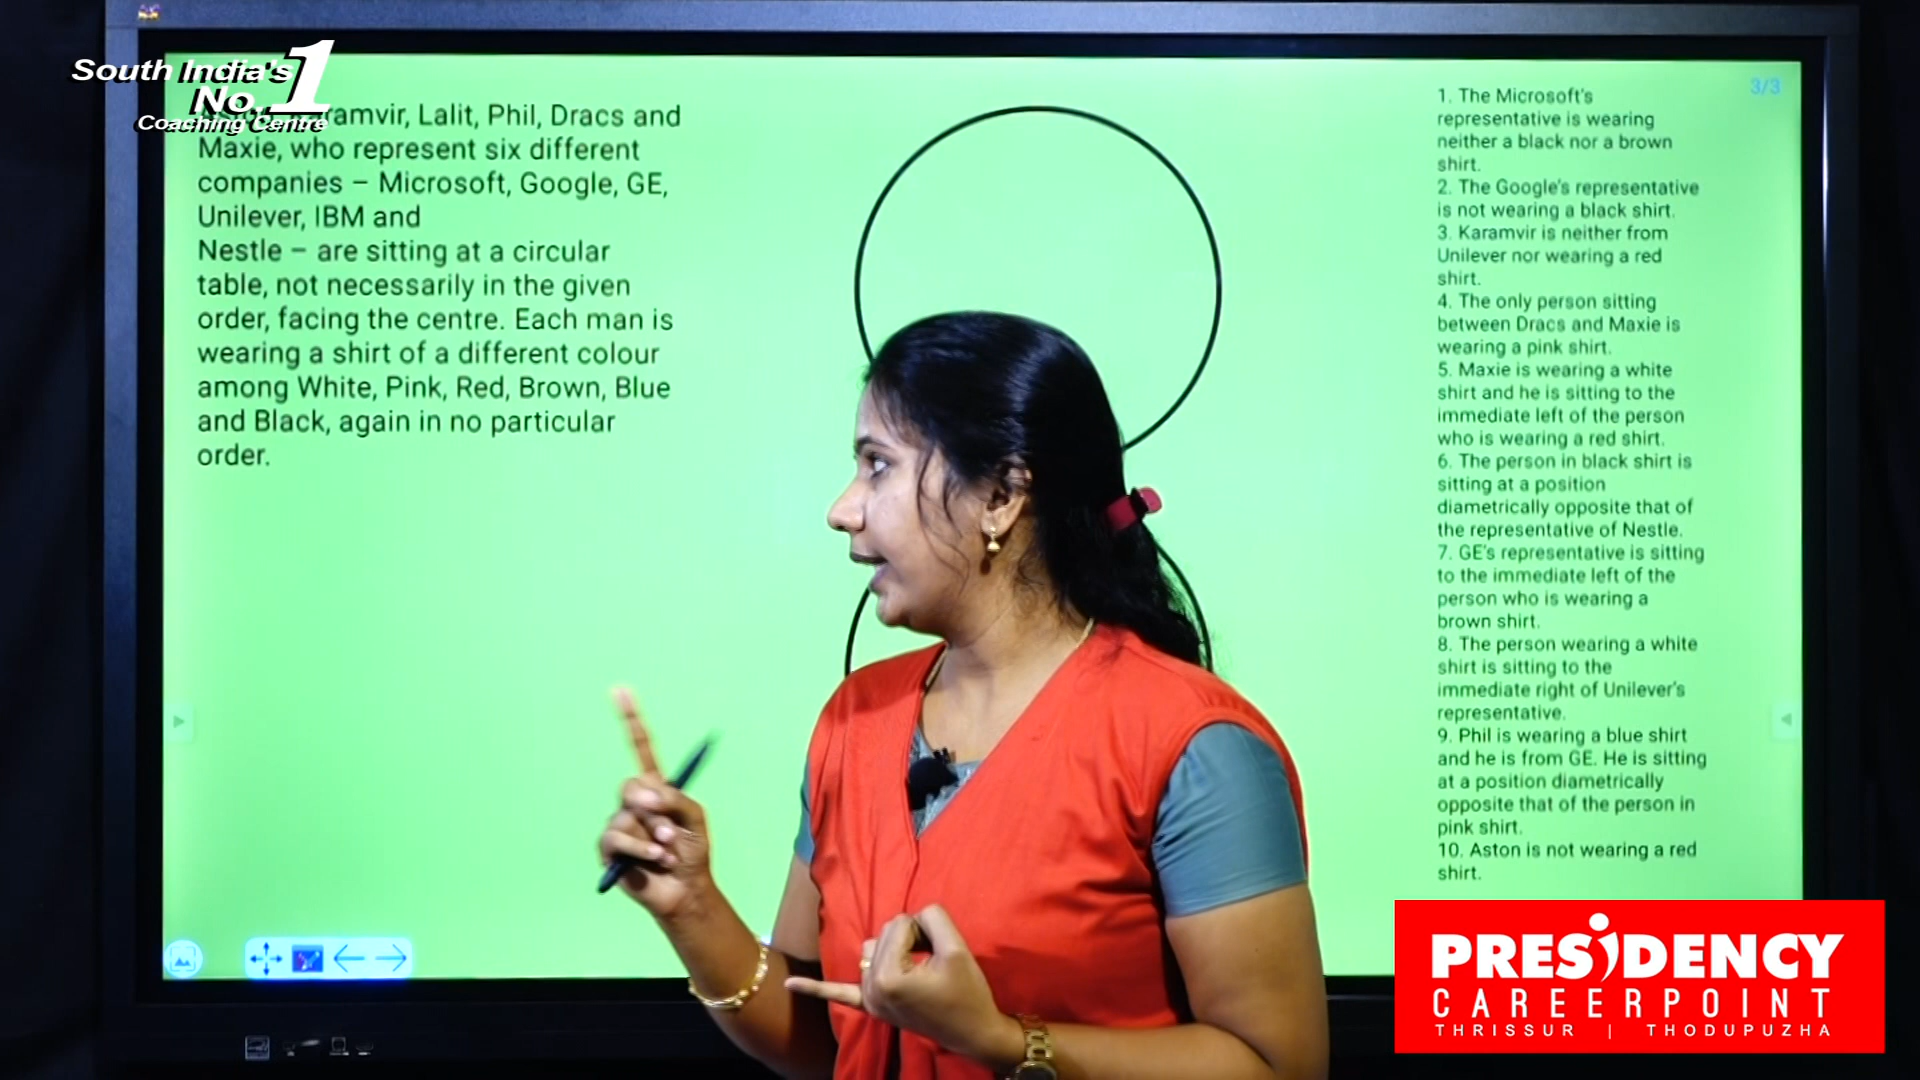 South India's
No. 1
Coaching Centre
ramvir, Lalit, Phil, Dracs and
Maxie, who represent six different
companies – Microsoft, Google, GE,
Unilever, IBM and
Nestle – are sitting at a circular
table, not necessarily in the given
order, facing the centre. Each man is
wearing a shirt of a different colour
among White, Pink, Red, Brown, Blue
and Black, again in no particular
order.
3/3
1. The Microsoft's
representative is wearing
neither a black nor a brown
shirt.
2. The Google's representative
is not wearing a black shirt.
3. Karamvir is neither from
Unilever nor wearing a red
shirt.
4. The only person sitting
between Dracs and Maxie is
wearing a pink shirt.
5. Maxie is wearing a white
shirt and he is sitting to the
immediate left of the person
who is wearing a red shirt.
6. The person in black shirt is
sitting at a position
diametrically opposite that of
the representative of Nestle.
7. GE's representative is sitting
to the immediate left of the
person who is wearing a
brown shirt.
8. The person wearing a white
shirt is sitting to the
immediate right of Unilever's
representative.
9. Phil is wearing a blue shirt
and he is from GE. He is sitting
at a position diametrically
opposite that of the person in
pink shirt.
10. Aston is not wearing a red
shirt.
PRESIDENCY
CAREERPOINT
THRISSUR | THODUPUZHA